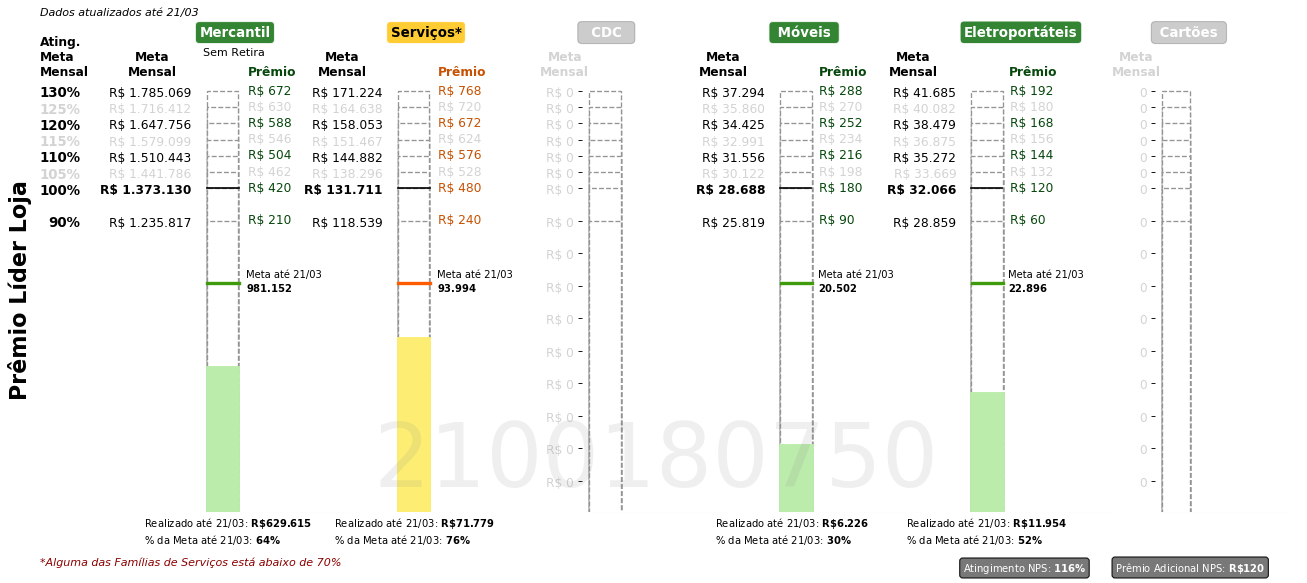 Dados atualizados até 21/03
Mercantil Serviços* CDC Móveis Eletroportáteis Cartões
Sem Retira
Ating. Meta Mensal Meta Mensal Prêmio Meta Mensal Prêmio Meta Mensal Meta Mensal Prêmio Meta Mensal Prêmio Meta Mensal
130% R$ 1.785.069 R$ 672 R$ 171.224 R$ 768 R$ 0 R$ 37.294 R$ 288 R$ 41.685 R$ 192 0
125% R$ 1.716.412 R$ 630 R$ 164.638 R$ 720 R$ 0 R$ 35.860 R$ 270 R$ 40.082 R$ 180 0
120% R$ 1.647.756 R$ 588 R$ 158.053 R$ 672 R$ 0 R$ 34.425 R$ 252 R$ 38.479 R$ 168 0
115% R$ 1.579.099 R$ 546 R$ 151.467 R$ 624 R$ 0 R$ 32.991 R$ 234 R$ 36.875 R$ 156 0
110% R$ 1.510.443 R$ 504 R$ 144.882 R$ 576 R$ 0 R$ 31.556 R$ 216 R$ 35.272 R$ 144 0
105% R$ 1.441.786 R$ 462 R$ 138.296 R$ 528 R$ 0 R$ 30.122 R$ 198 R$ 33.669 R$ 132 0
100% R$ 1.373.130 R$ 420 R$ 131.711 R$ 480 R$ 0 R$ 28.688 R$ 180 R$ 32.066 R$ 120 0
90% R$ 1.235.817 R$ 210 R$ 118.539 R$ 240 R$ 0 R$ 25.819 R$ 90 R$ 28.859 R$ 60 0
R$ 0 0
Meta até 21/03 Meta até 21/03 Meta até 21/03 Meta até 21/03
981.152 93.994 R$ 0 20.502 22.896 0
R$ 0 0
R$ 0 0
R$ 0 0
R$ 0 0
R$ 0 0
R$ 0 0
Prêmio Líder Loja
2100180750
Realizado até 21/03: R$629.615 Realizado até 21/03: R$71.779 Realizado até 21/03: R$6.226 Realizado até 21/03: R$11.954
% da Meta até 21/03: 64% % da Meta até 21/03: 76% % da Meta até 21/03: 30% % da Meta até 21/03: 52%
*Alguma das Famílias de Serviços está abaixo de 70%
Atingimento NPS: 116% Prêmio Adicional NPS: R$120